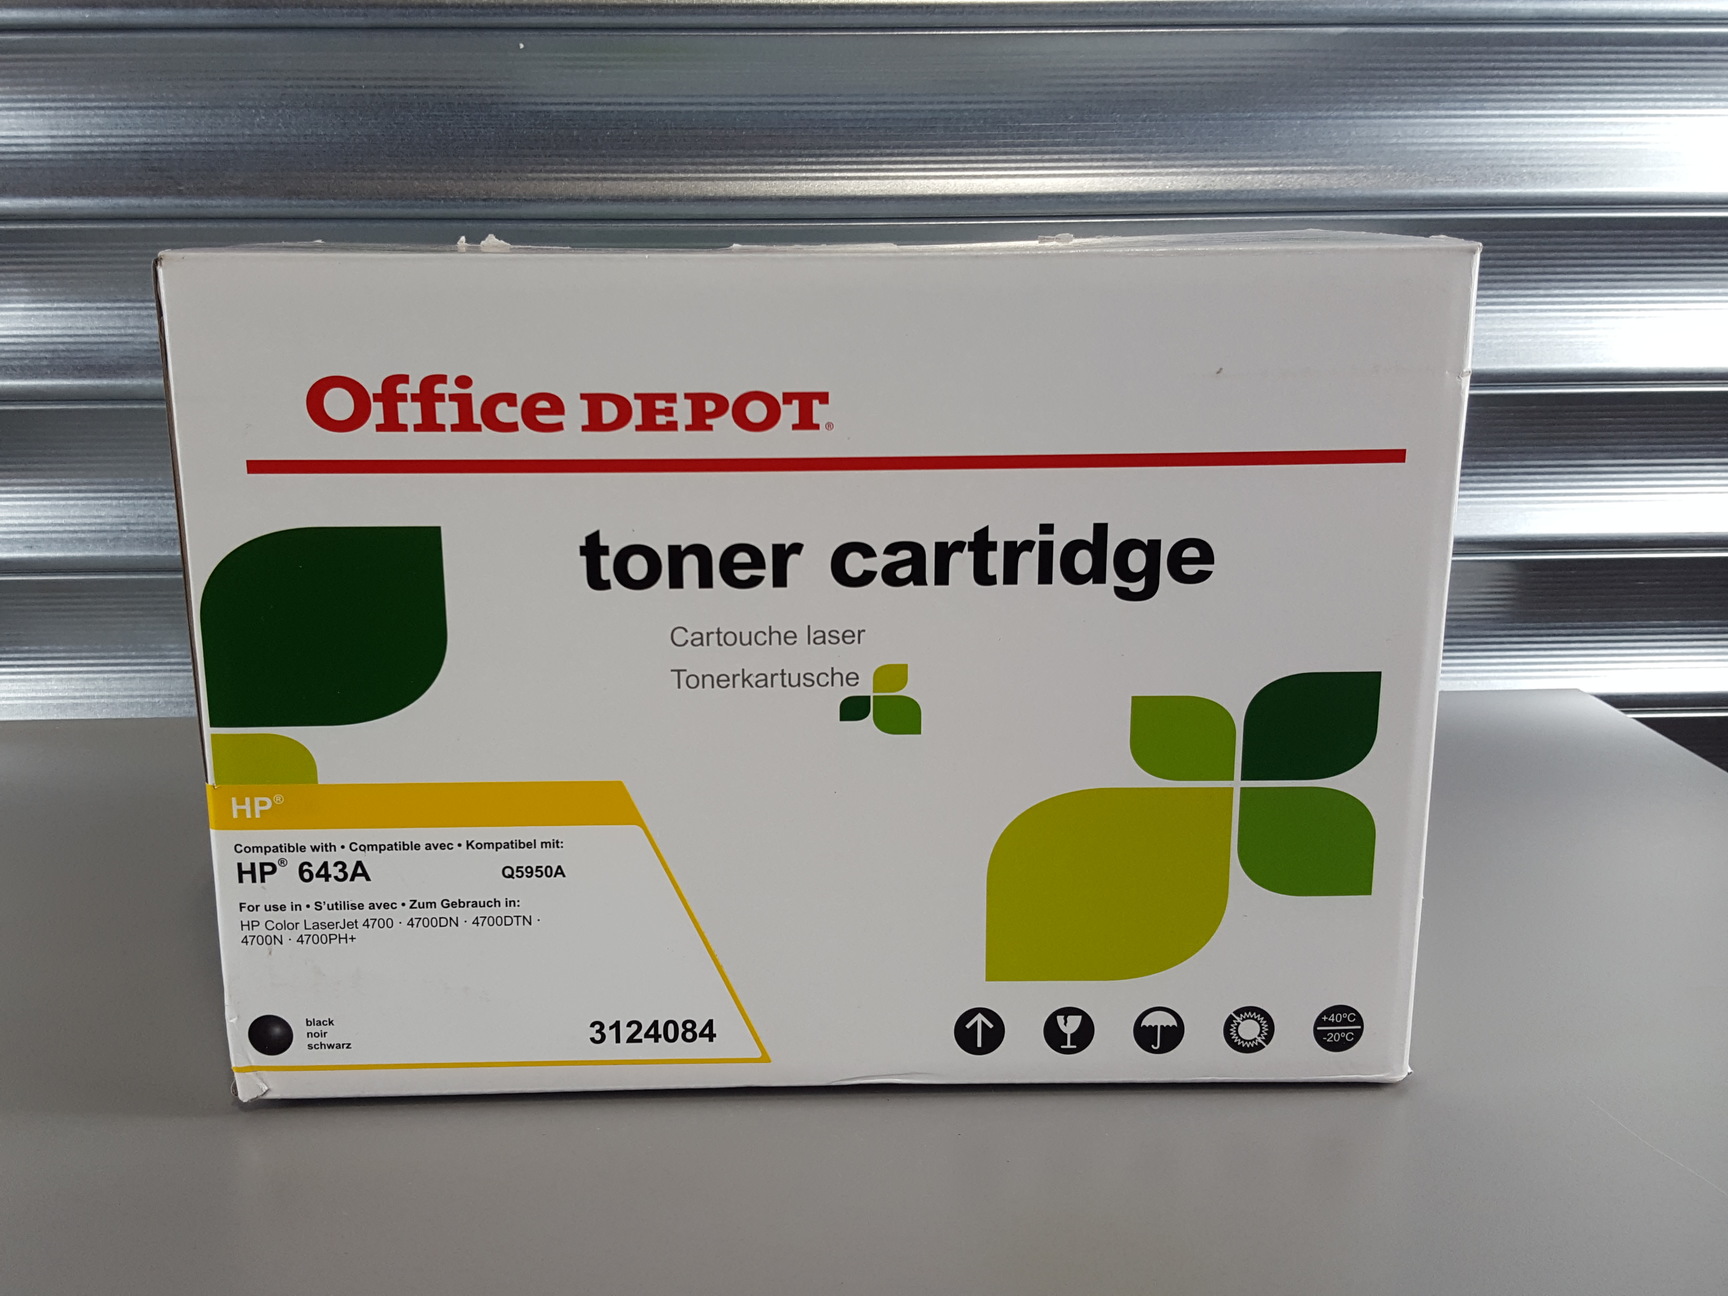 Office DEPOT®
toner cartridge
Cartouche laser
Tonerkartusche
HP®
Compatible with • Compatible avec • Kompatibel mit:
HP® 643A Q5950A
For use in • S'utilise avec • Zum Gebrauch in:
HP Color LaserJet 4700 · 4700DN · 4700DTN ·
4700N · 4700PH+
black
noir
schwarz
3124084
+40°C
-20°C